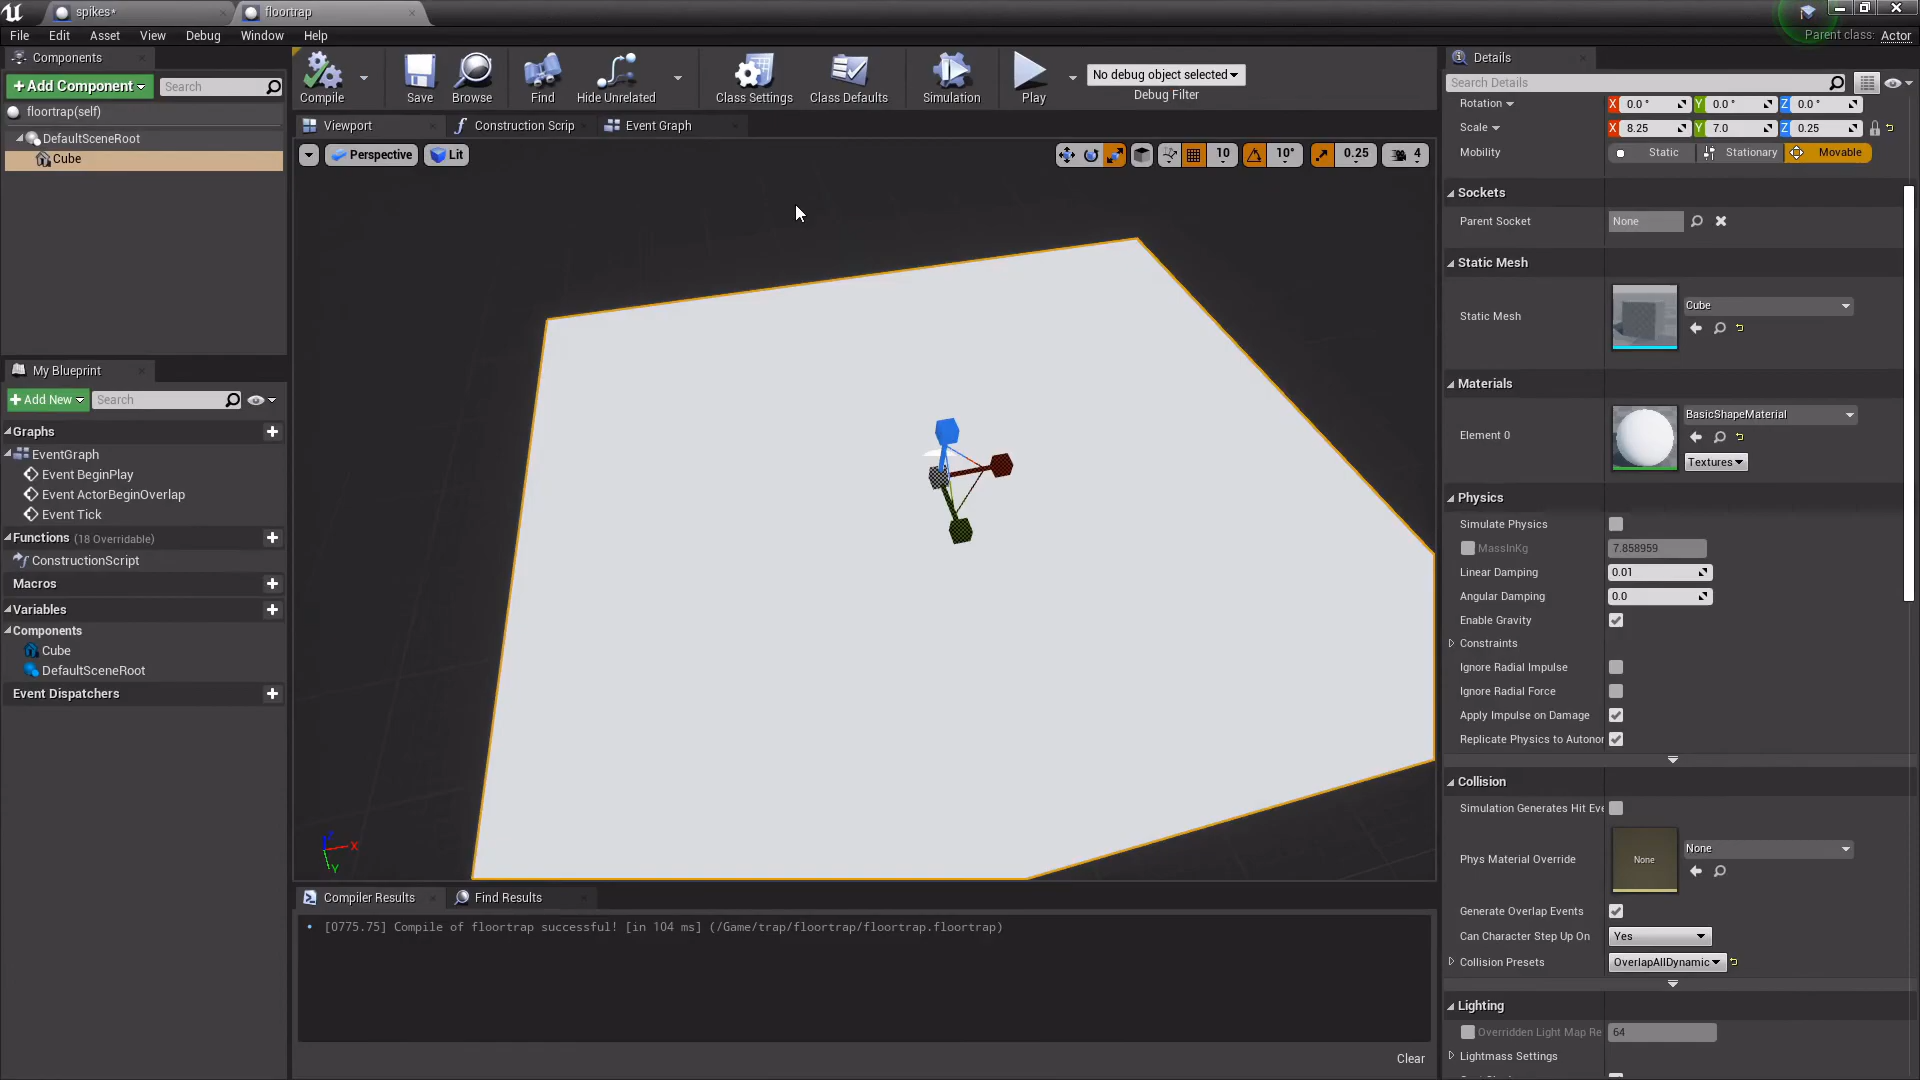 spikes*
floortrap
File Edit Asset View Debug Window Help
Parent class: Actor
Components
+Add Component
Search
floortrap(self)
DefaultSceneRoot
Cube
My Blueprint
+Add New
Search
Graphs
EventGraph
Event BeginPlay
Event ActorBeginOverlap
Event Tick
Functions (18 Overridable)
ConstructionScript
Macros
Variables
Components
Cube
DefaultSceneRoot
Event Dispatchers
Compile
Save
Browse
Find
Hide Unrelated
Class Settings
Class Defaults
Simulation
Play
No debug object selected
Debug Filter
Viewport
Construction Scrip
Event Graph
Perspective
Lit
10
10°
0.25
4
Z
X
Y
Compiler Results
Find Results
• [0775.75] Compile of floortrap successful! [in 104 ms] (/Game/trap/floortrap/floortrap.floortrap)
Clear
Details
Search Details
Rotation X 0.0 ° Y 0.0 ° Z 0.0 °
Scale X 8.25 Y 7.0 Z 0.25
Mobility Static Stationary Movable
Sockets
Parent Socket None
Static Mesh
Static Mesh Cube
Materials
Element 0 BasicShapeMaterial
Textures
Physics
Simulate Physics
MassInKg 7.858959
Linear Damping 0.01
Angular Damping 0.0
Enable Gravity
Constraints
Ignore Radial Impulse
Ignore Radial Force
Apply Impulse on Damage
Replicate Physics to Autonor
Collision
Simulation Generates Hit Eve
Phys Material Override None None
Generate Overlap Events
Can Character Step Up On Yes
Collision Presets OverlapAllDynamic
Lighting
Overridden Light Map Re 64
Lightmass Settings